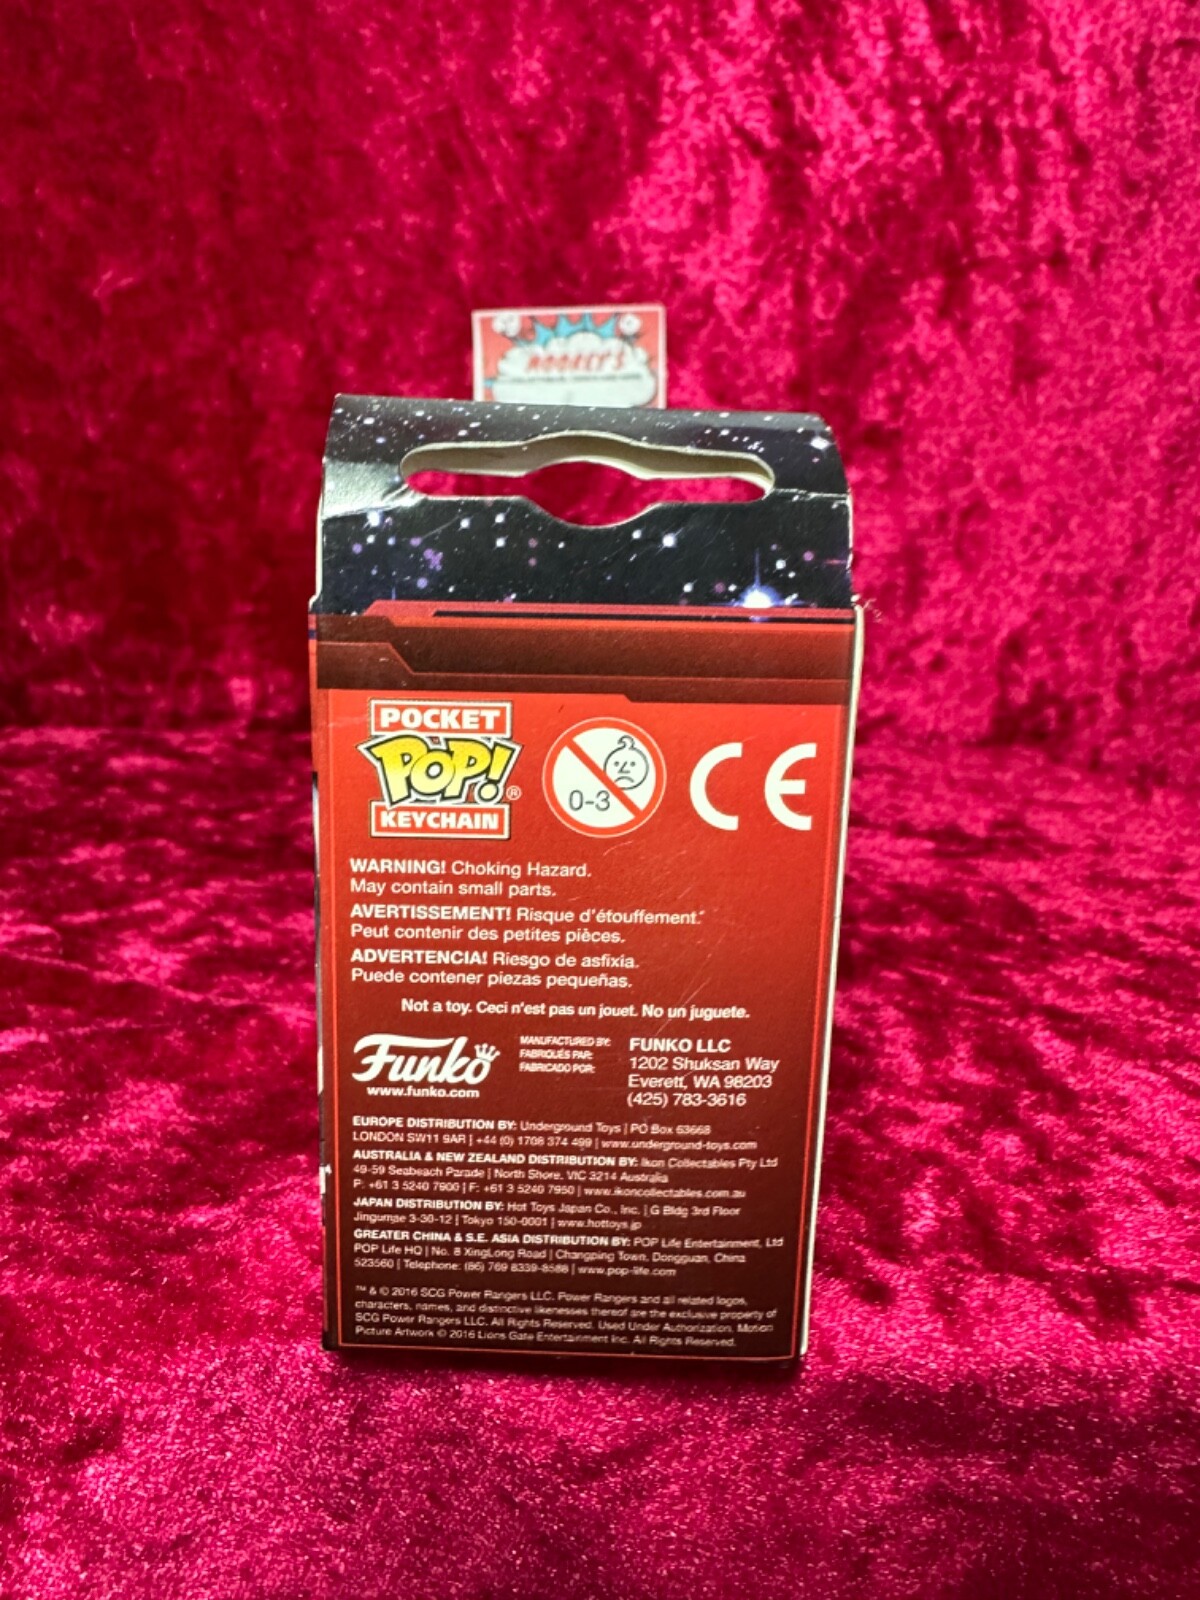 POCKET
POP!®
KEYCHAIN
0-3
CE
WARNING! Choking Hazard.
May contain small parts.
AVERTISSEMENT! Risque d'étouffement.
Peut contenir des petites pièces.
ADVERTENCIA! Riesgo de asfixia.
Puede contener piezas pequeñas.
Not a toy. Ceci n'est pas un jouet. No un juguete.
Funko
www.funko.com
MANUFACTURED BY:
FABRIQUÉS PAR:
FABRICADO POR:
FUNKO LLC
1202 Shuksan Way
Everett, WA 98203
(425) 783-3616
EUROPE DISTRIBUTION BY: Underground Toys | PO Box 63668
LONDON SW11 9AR | +44 (0) 1708 374 499 | www.underground-toys.com
AUSTRALIA & NEW ZEALAND DISTRIBUTION BY: Ikon Collectables Pty Ltd
49-59 Seabeach Parade | North Shore, VIC 3214 Australia
P: +61 3 5240 7900 | F: +61 3 5240 7950 | www.ikoncollectables.com.au
JAPAN DISTRIBUTION BY: Hot Toys Japan Co., Inc. | G Bldg 3rd Floor
Jingumae 3-30-12 | Tokyo 150-0001 | www.hottoys.jp
GREATER CHINA & S.E. ASIA DISTRIBUTION BY: POP Life Entertainment, Ltd
POP Life HQ | No. 8 XingLong Road | Changping Town, Dongguan, China
523560 | Telephone: (86) 769 8339-8588 | www.pop-life.com
™ & © 2016 SCG Power Rangers LLC. Power Rangers and all related logos,
characters, names, and distinctive likenesses thereof are the exclusive property of
SCG Power Rangers LLC. All Rights Reserved. Used Under Authorization. Motion
Picture Artwork © 2016 Lions Gate Entertainment Inc. All Rights Reserved.